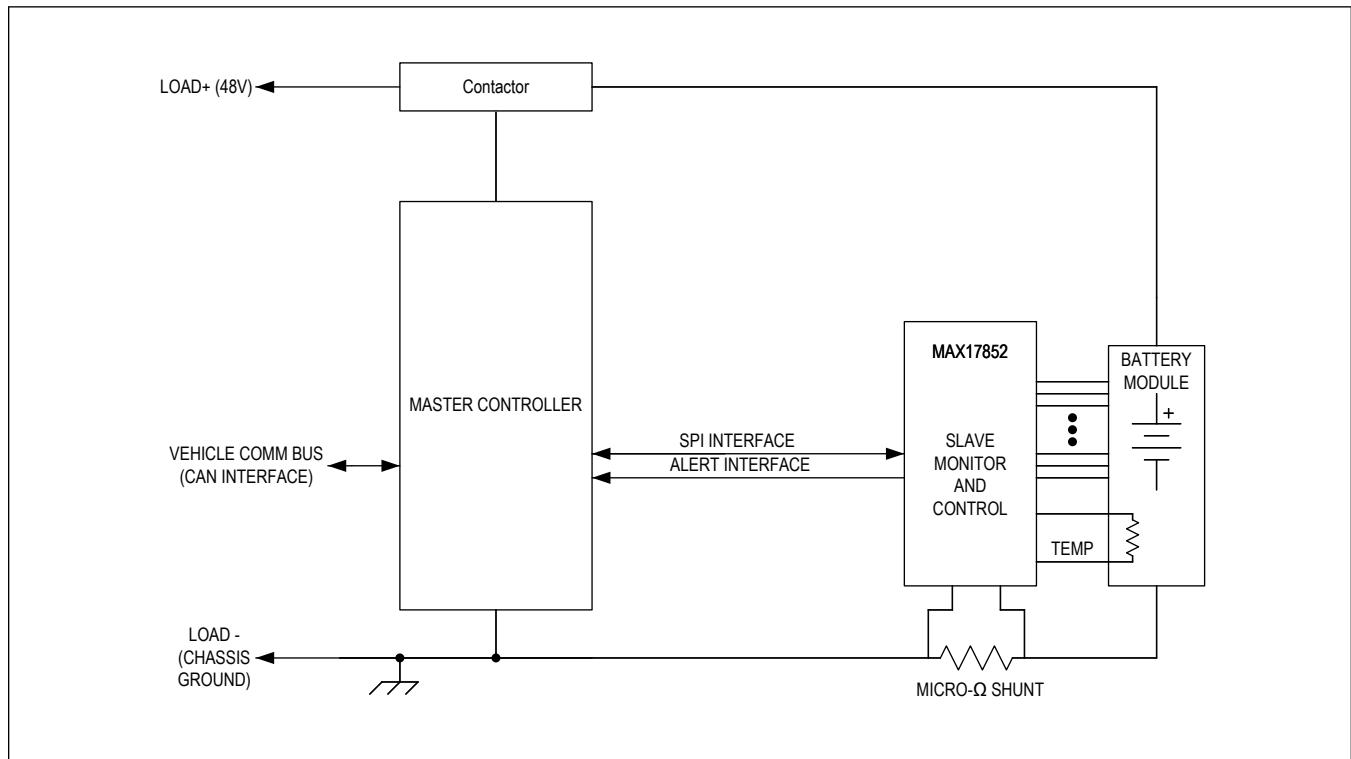 LOAD+ (48V)
Contactor
MAX17852
BATTERY
MODULE
+
MASTER CONTROLLER
SPI INTERFACE
ALERT INTERFACE
SLAVE
MONITOR
AND
CONTROL
VEHICLE COMM BUS
(CAN INTERFACE)
TEMP
LOAD -
(CHASSIS
GROUND)
MICRO-Ω SHUNT